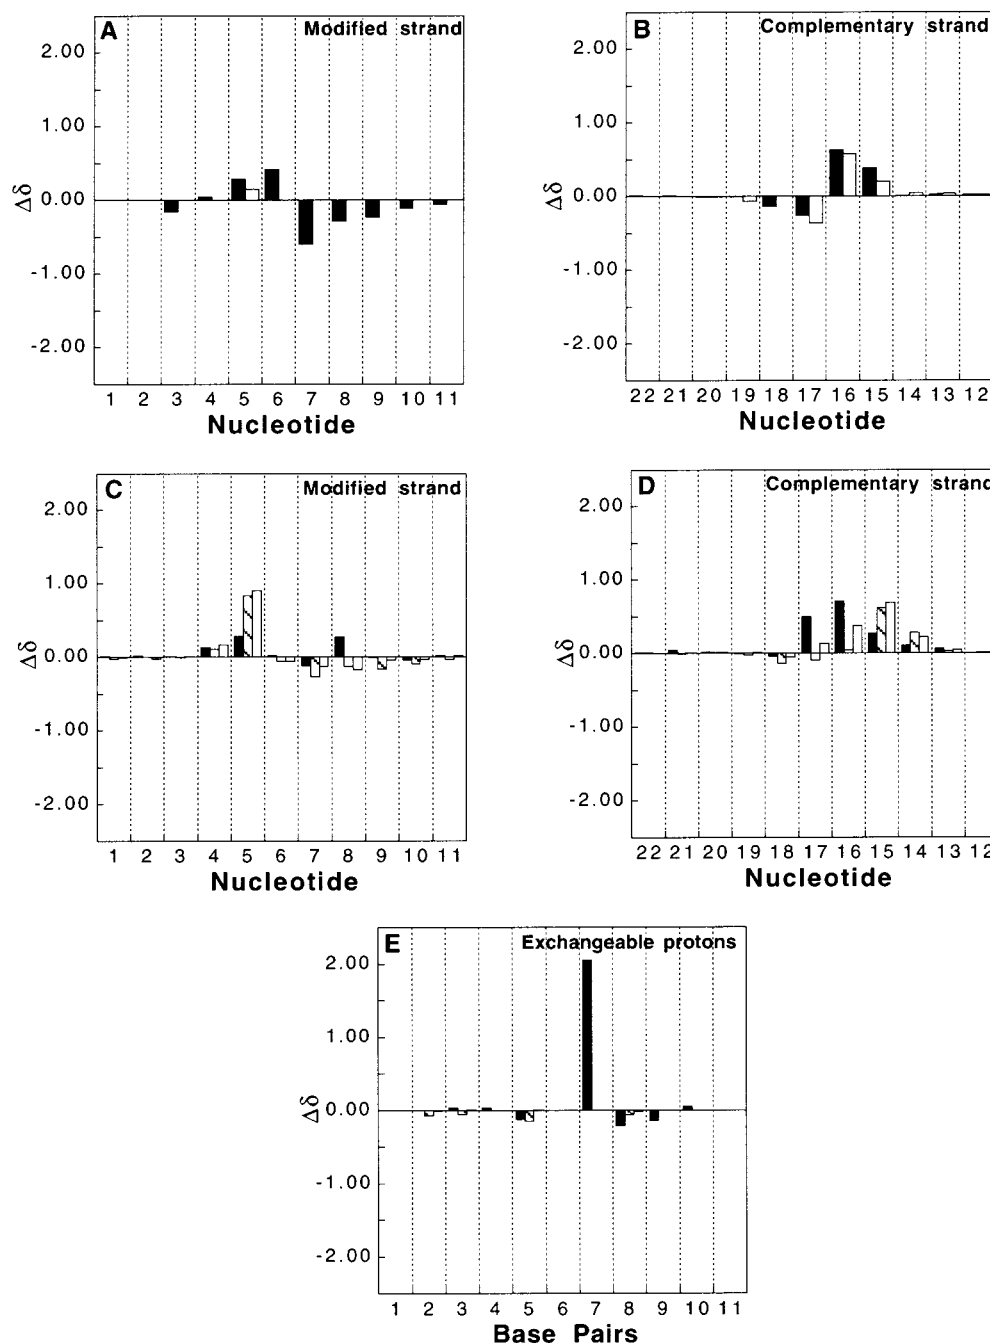 A Modified strand
2.00
1.00
0.00
-1.00
-2.00
Δδ
1 2 3 4 5 6 7 8 9 10 11
Nucleotide
B Complementary strand
2.00
1.00
0.00
-1.00
-2.00
Δδ
22 21 20 19 18 17 16 15 14 13 12
Nucleotide
C Modified strand
2.00
1.00
0.00
-1.00
-2.00
Δδ
1 2 3 4 5 6 7 8 9 10 11
Nucleotide
D Complementary strand
2.00
1.00
0.00
-1.00
-2.00
Δδ
22 21 20 19 18 17 16 15 14 13 12
Nucleotide
E Exchangeable protons
2.00
1.00
0.00
-1.00
-2.00
Δδ
1 2 3 4 5 6 7 8 9 10 11
Base Pairs